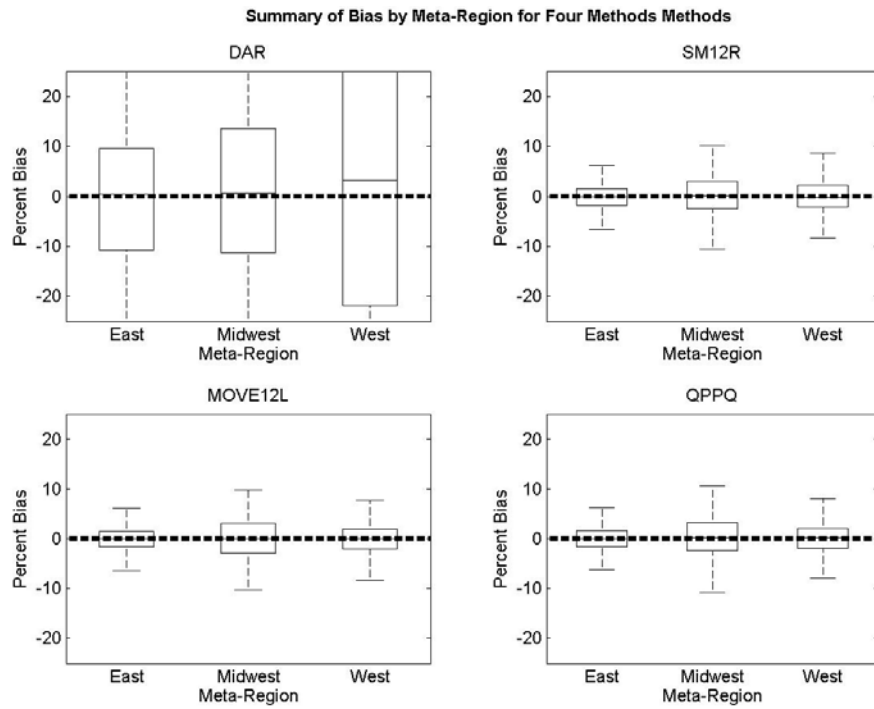 Summary of Bias by Meta-Region for Four Methods Methods
DAR
20
10
0
-10
-20
Percent Bias
East Midwest West
Meta-Region
SM12R
20
10
0
-10
-20
Percent Bias
East Midwest West
Meta-Region
MOVE12L
20
10
0
-10
-20
Percent Bias
East Midwest West
Meta-Region
QPPQ
20
10
0
-10
-20
Percent Bias
East Midwest West
Meta-Region